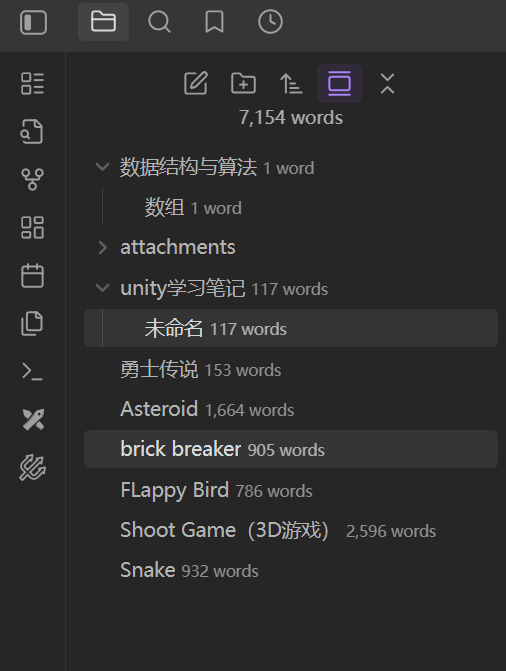 7,154 words
数据结构与算法 1 word
数组 1 word
attachments
unity学习笔记 117 words
未命名 117 words
勇士传说 153 words
Asteroid 1,664 words
brick breaker 905 words
FLappy Bird 786 words
Shoot Game（3D游戏） 2,596 words
Snake 932 words